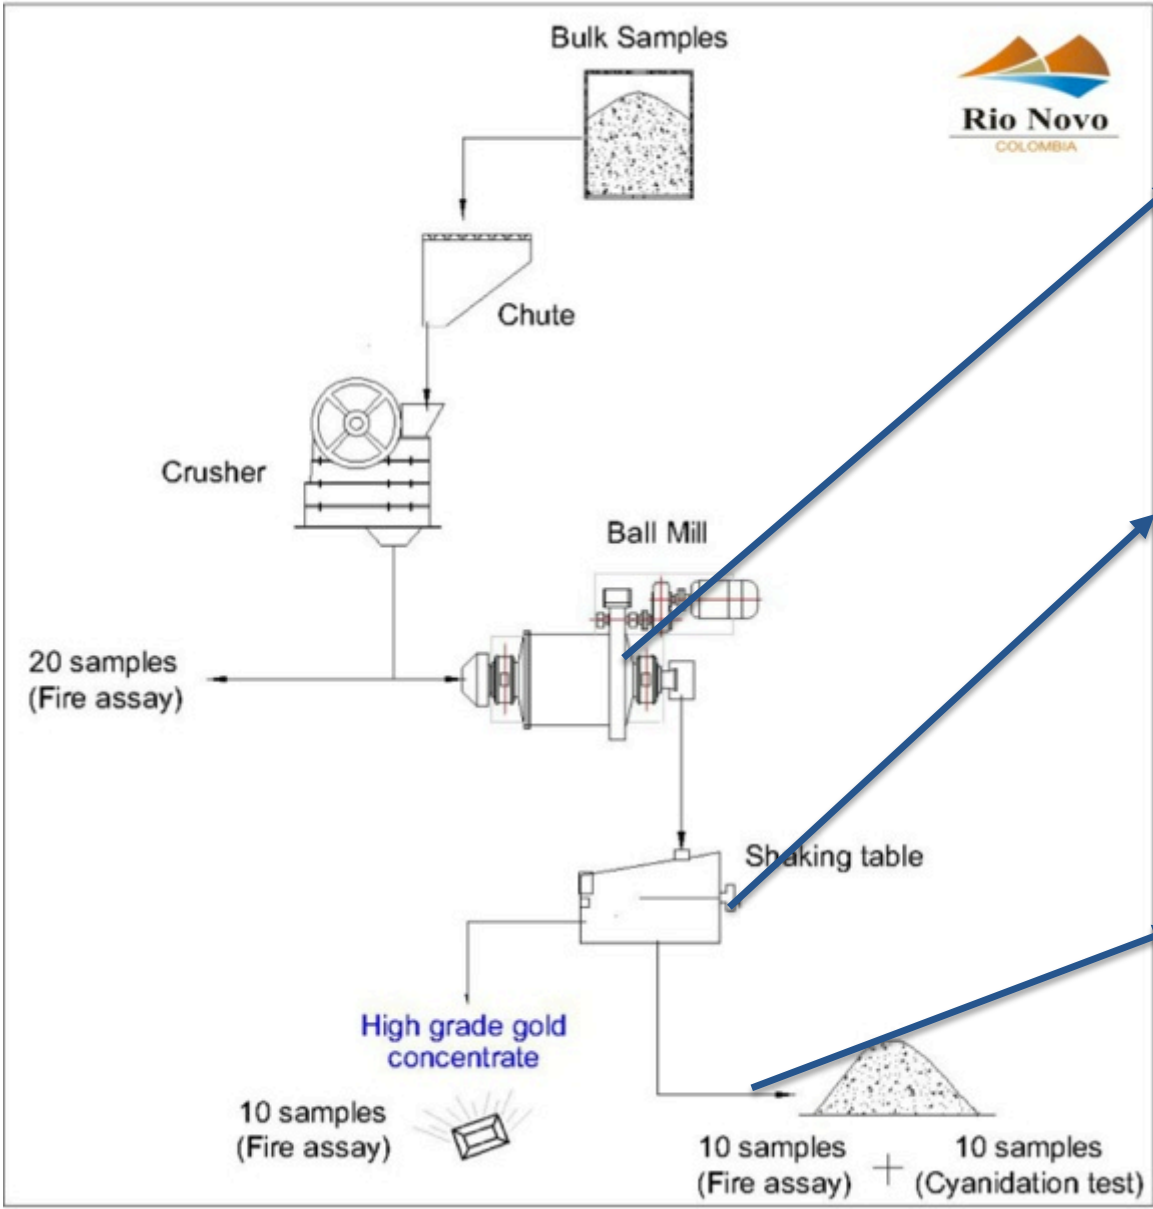 Bulk Samples
Rio Novo
COLOMBIA
Chute
Crusher
Ball Mill
20 samples
(Fire assay)
Shaking table
High grade gold
concentrate
10 samples
(Fire assay)
10 samples
(Fire assay)
+
10 samples
(Cyanidation test)